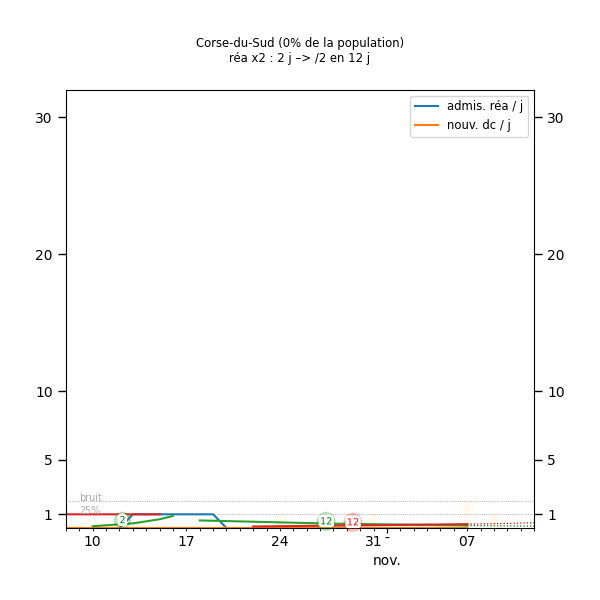 Corse-du-Sud (0% de la population)
réa x2 : 2 j –> /2 en 12 j
admis. réa / j
nouv. dc / j
30 30
20 20
10 10
5 5
bruit
25%
1 1
2 12 12
10 17 24 31 07
nov.